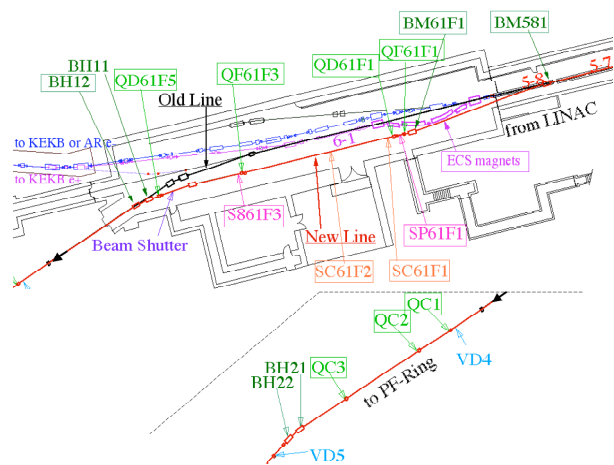 BM581
BM61F1
QF61F1
QD61F1
QF61F3
QD61F5
BH11
BH12
Old Line
5-8
5-7
from LINAC
6-1
to KEKB or AR e-
to KEKB e+
ECS magnets
S861F3
Beam Shutter
New Line
SP61F1
SC61F2
SC61F1
QC1
QC2
QC3
VD4
BH21
BH22
to PF-Ring
VD5